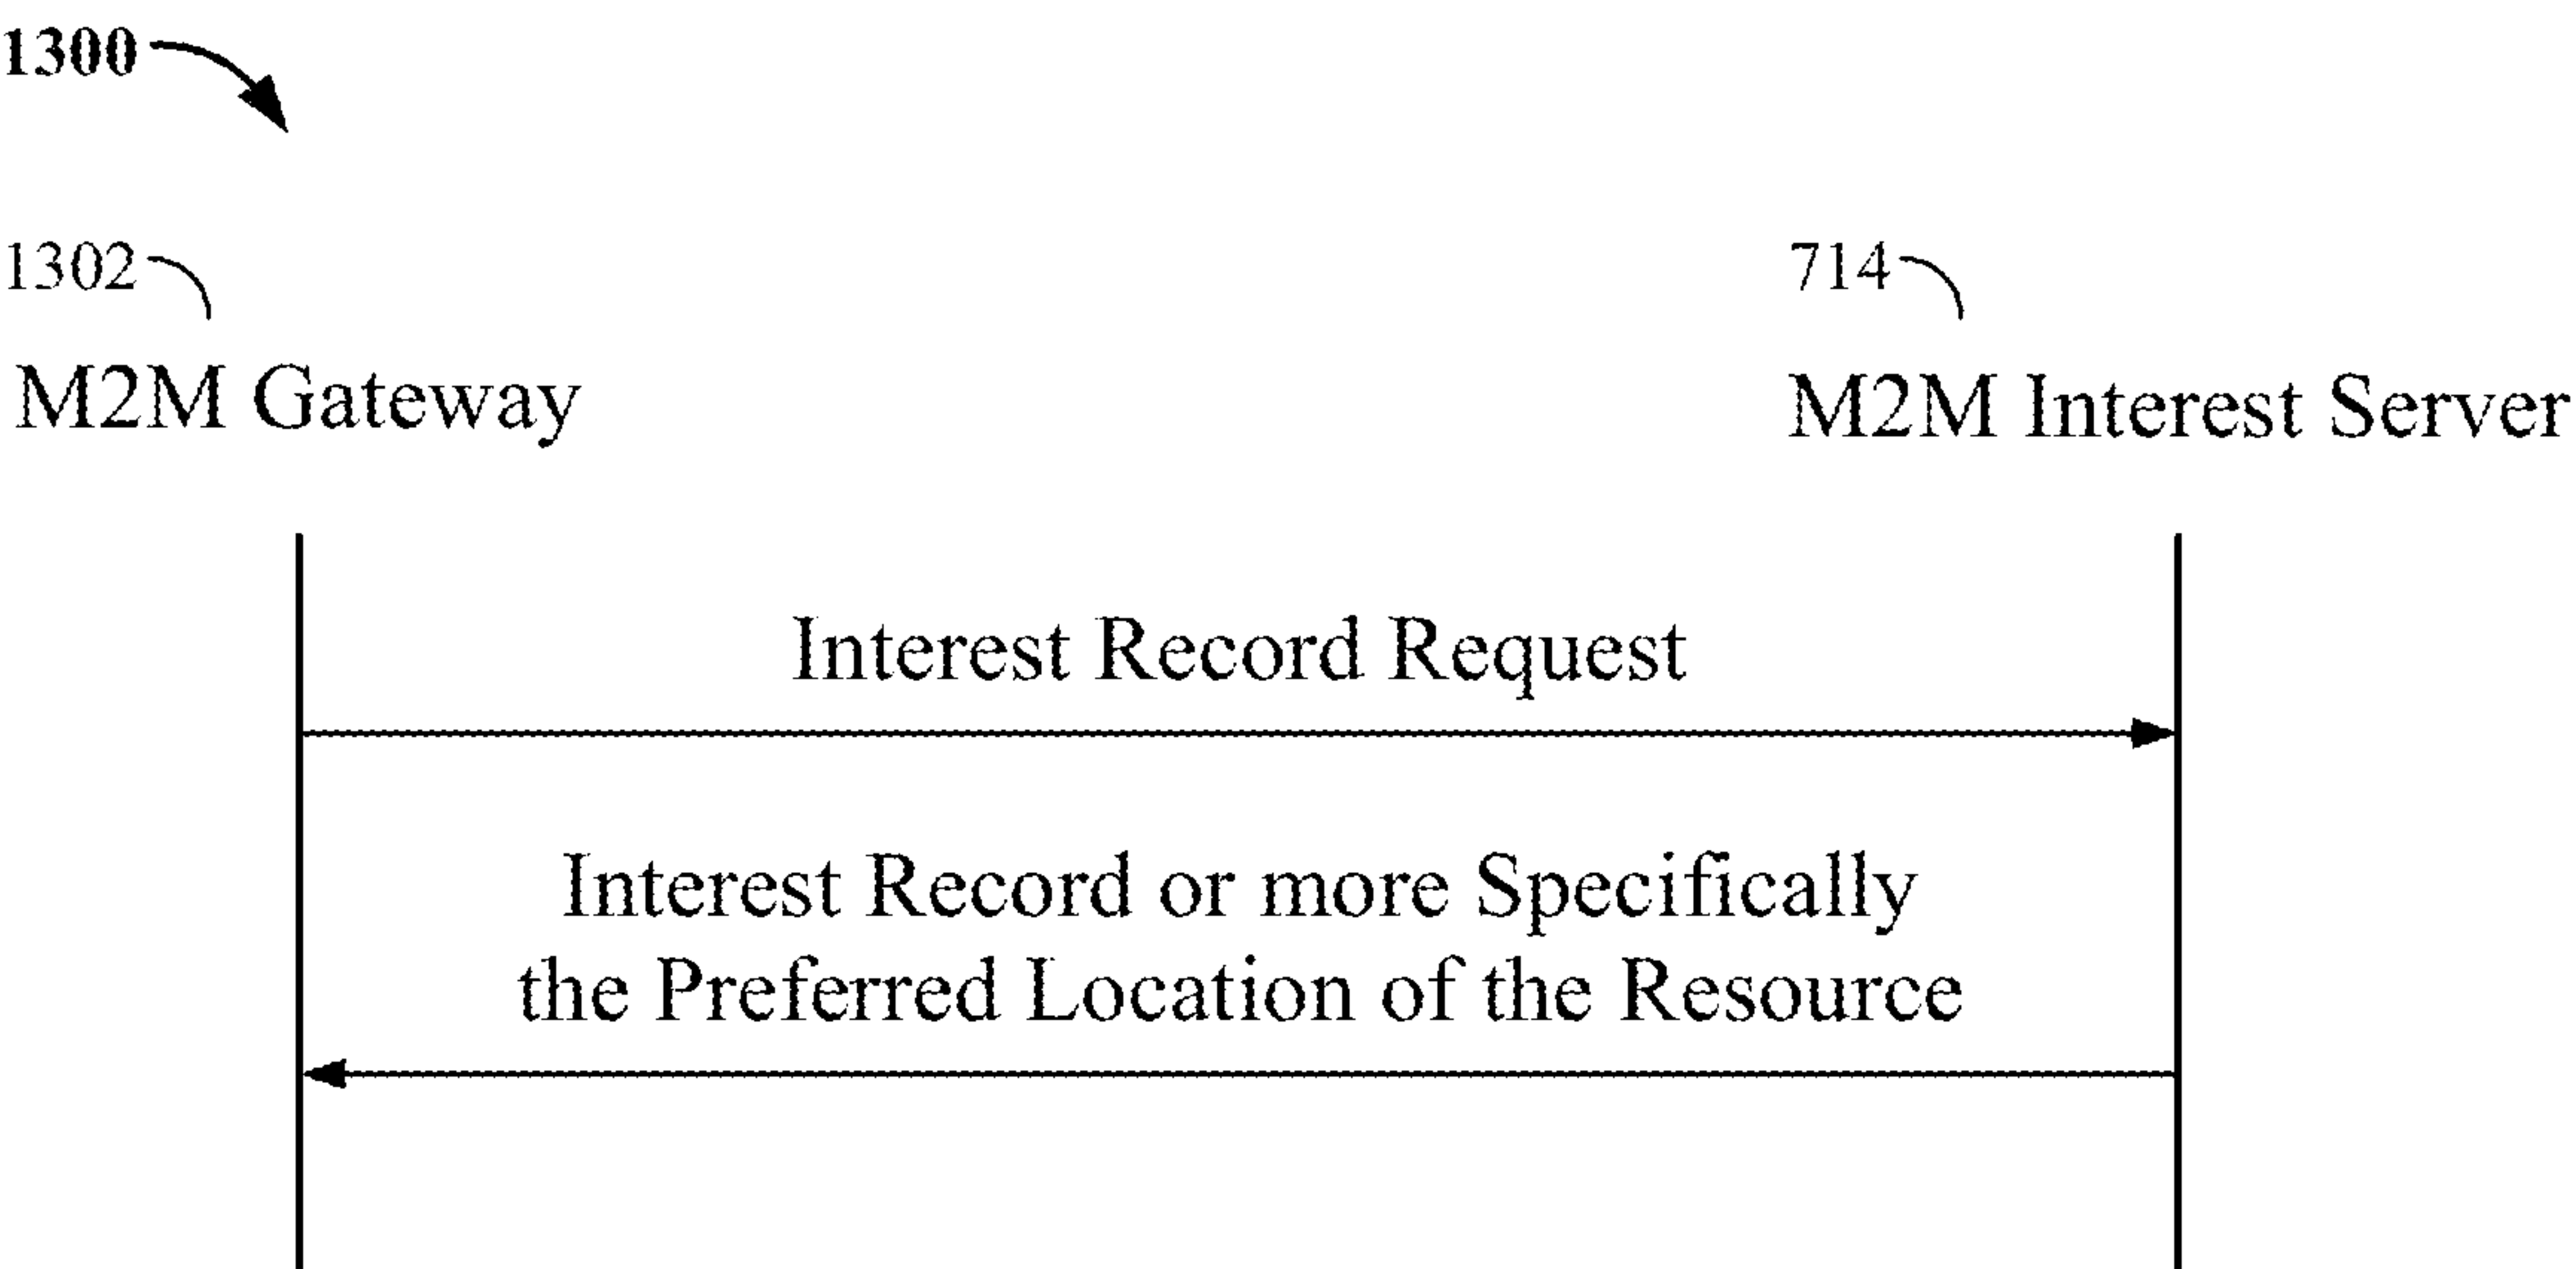 1300
1302
714
M2M Gateway
M2M Interest Server
Interest Record Request
Interest Record or more Specifically
the Preferred Location of the Resource